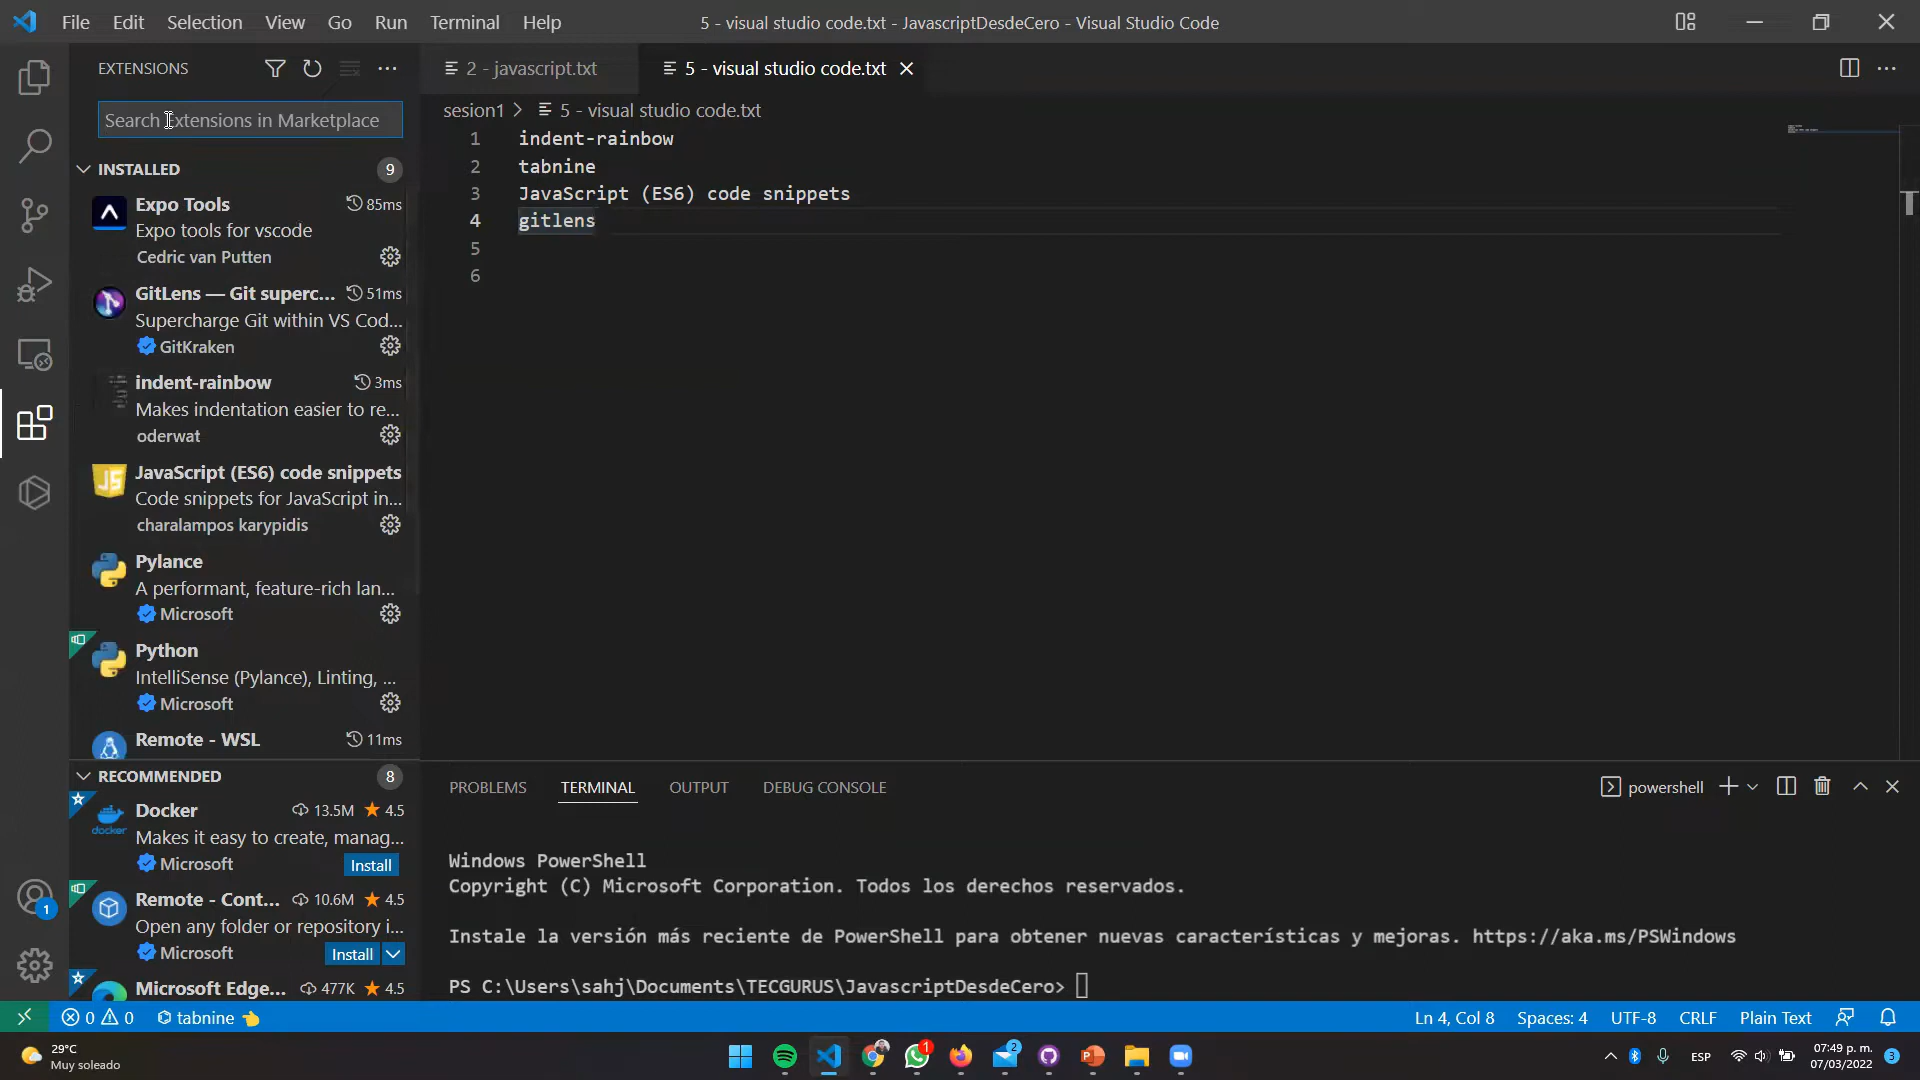 File Edit Selection View Go Run Terminal Help
5 - visual studio code.txt - JavascriptDesdeCero - Visual Studio Code
EXTENSIONS
Search Extensions in Marketplace
INSTALLED 9
Expo Tools 85ms
Expo tools for vscode
Cedric van Putten
GitLens — Git superc... 51ms
Supercharge Git within VS Cod...
GitKraken
indent-rainbow 3ms
Makes indentation easier to re...
oderwat
JavaScript (ES6) code snippets
Code snippets for JavaScript in...
charalampos karypidis
Pylance
A performant, feature-rich lan...
Microsoft
Python
IntelliSense (Pylance), Linting, ...
Microsoft
Remote - WSL 11ms
RECOMMENDED 8
Docker 13.5M 4.5
Makes it easy to create, manag...
Microsoft Install
Remote - Cont... 10.6M 4.5
Open any folder or repository i...
Microsoft Install
Microsoft Edge... 477K 4.5
2 - javascript.txt
5 - visual studio code.txt
sesion1 > 5 - visual studio code.txt
1 indent-rainbow
2 tabnine
3 JavaScript (ES6) code snippets
4 gitlens
5
6
PROBLEMS TERMINAL OUTPUT DEBUG CONSOLE
powershell
Windows PowerShell
Copyright (C) Microsoft Corporation. Todos los derechos reservados.
Instale la versión más reciente de PowerShell para obtener nuevas características y mejoras. https://aka.ms/PSWindows
PS C:\Users\sahj\Documents\TECGURUS\JavascriptDesdeCero>
1
0 0 tabnine
Ln 4, Col 8 Spaces: 4 UTF-8 CRLF Plain Text
29°C
Muy soleado
1
2
ESP
07:49 p. m.
07/03/2022
3
JS
docker